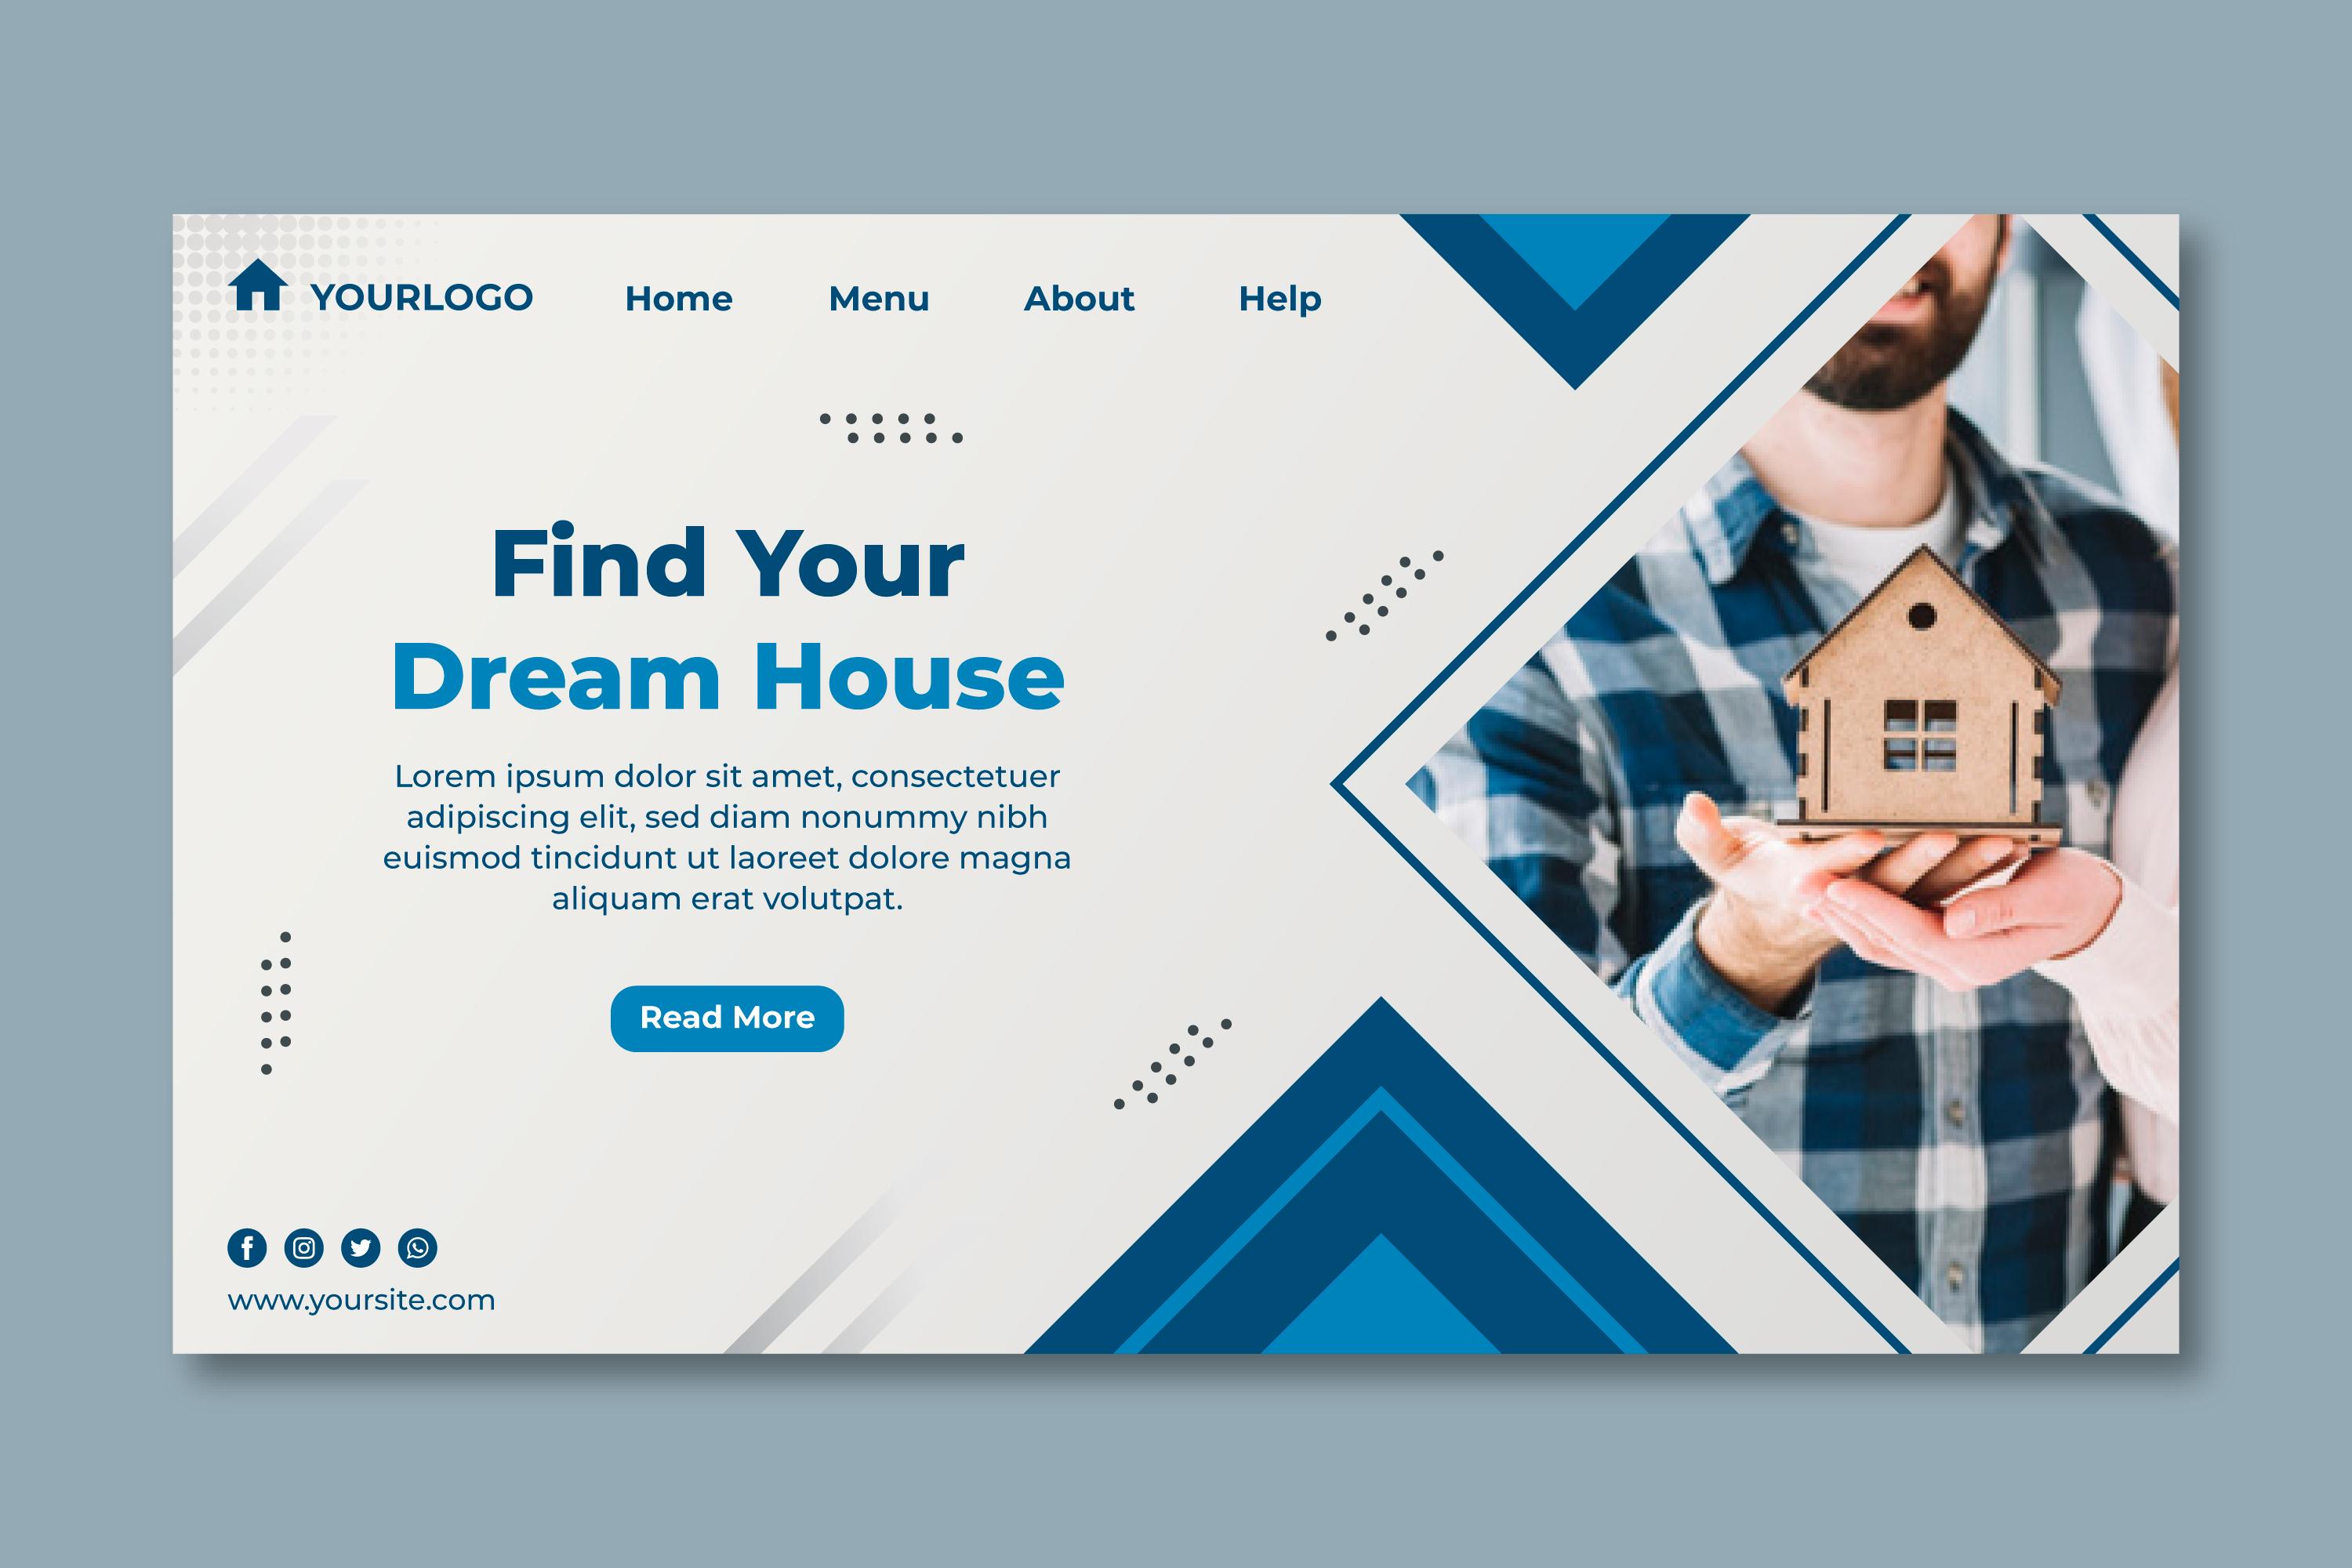 YOURLOGO Home Menu About Help
Find Your
Dream House
Lorem ipsum dolor sit amet, consectetuer
adipiscing elit, sed diam nonummy nibh
euismod tincidunt ut laoreet dolore magna
aliquam erat volutpat.
Read More
www.yoursite.com